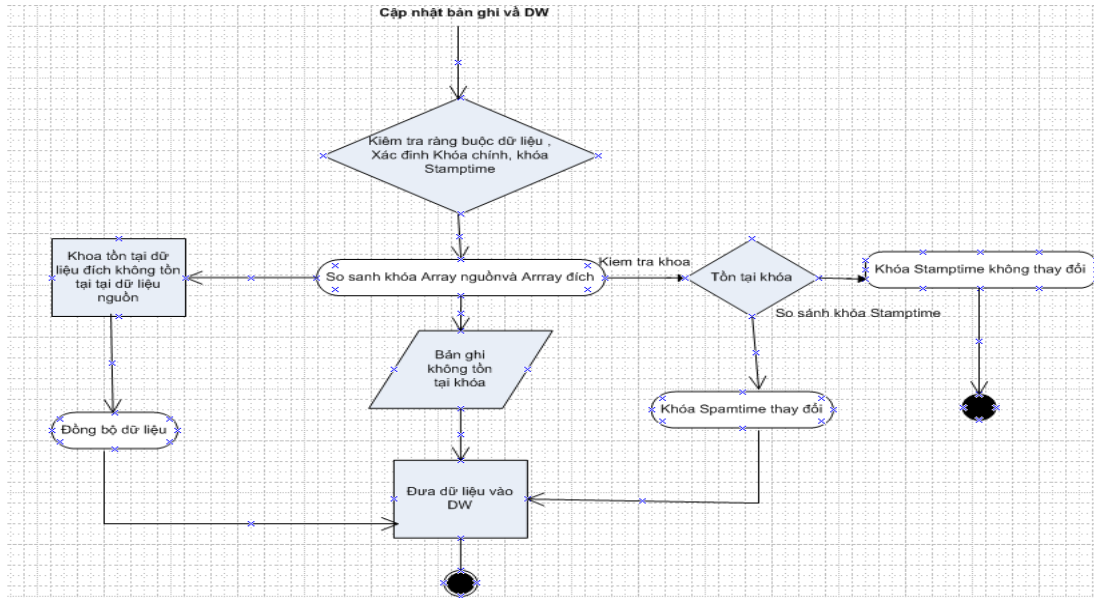 Cập nhật bản ghi vầ DW
Kiêm tra ràng buộc dữ liệu ,
Xác đinh Khóa chính, khóa
Stamptime
Khoa tồn tại dữ
liệu đích không tồn
tại tại dữ liệu
nguồn
So sanh khóa Array nguồnvà Arrray đích
Kiem tra khoa
Tồn tại khóa
Khóa Stamptime không thay đổi
So sánh khóa Stamptime
Bản ghi
không tồn
tại khóa
Khóa Spamtime thay đổi
Đồng bộ dữ liệu
Đưa dữ liệu vào
DW